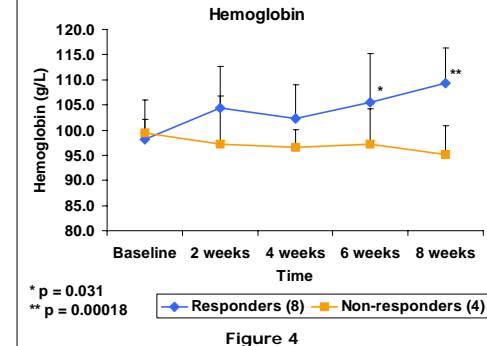 Hemoglobin
120.0
115.0
110.0
105.0
100.0
95.0
90.0
85.0
80.0
Hemoglobin (g/L)
*
**
Baseline 2 weeks 4 weeks 6 weeks 8 weeks
Time
* p = 0.031
** p = 0.00018
Responders (8) Non-responders (4)
Figure 4